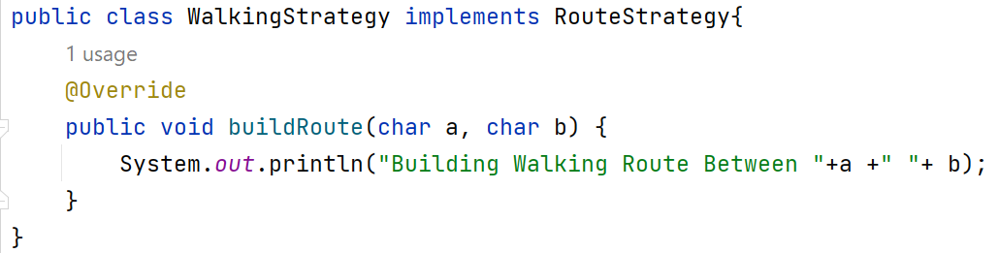 public class WalkingStrategy implements RouteStrategy{
1 usage
@Override
public void buildRoute(char a, char b) {
System.out.println("Building Walking Route Between "+a +" "+ b);
}
}